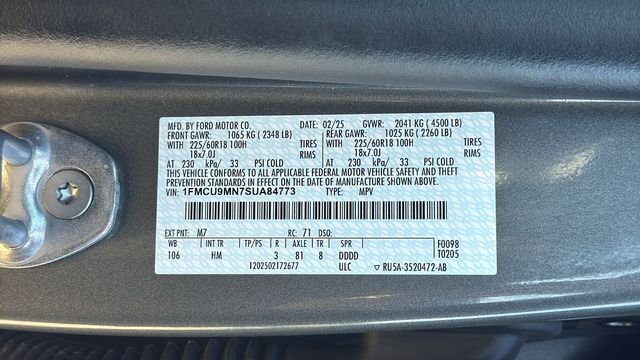 MFD. BY FORD MOTOR CO. DATE: 02/25 GVWR: 2041 KG ( 4500 LB)
FRONT GAWR: 1065 KG ( 2348 LB) REAR GAWR: 1025 KG ( 2260 LB)
WITH 225/60R18 100H TIRES WITH 225/60R18 100H TIRES
18x7.0J RIMS 18x7.0J RIMS
AT 230 kPa/ 33 PSI COLD AT 230 kPa/ 33 PSI COLD
THIS VEHICLE CONFORMS TO ALL APPLICABLE FEDERAL MOTOR VEHICLE SAFETY AND THEFT
PREVENTION STANDARDS IN EFFECT ON THE DATE OF MANUFACTURE SHOWN ABOVE.
VIN: 1FMCU9MN7SUA84773 TYPE: MPV
EXT PNT: M7 RC: 71 DSO:
WB INT TR TP/PS R AXLE TR SPR F0098
106 HM 3 81 8 DDDD T0205
1202502172677 ULC ▽ RU5A-3520472-AB